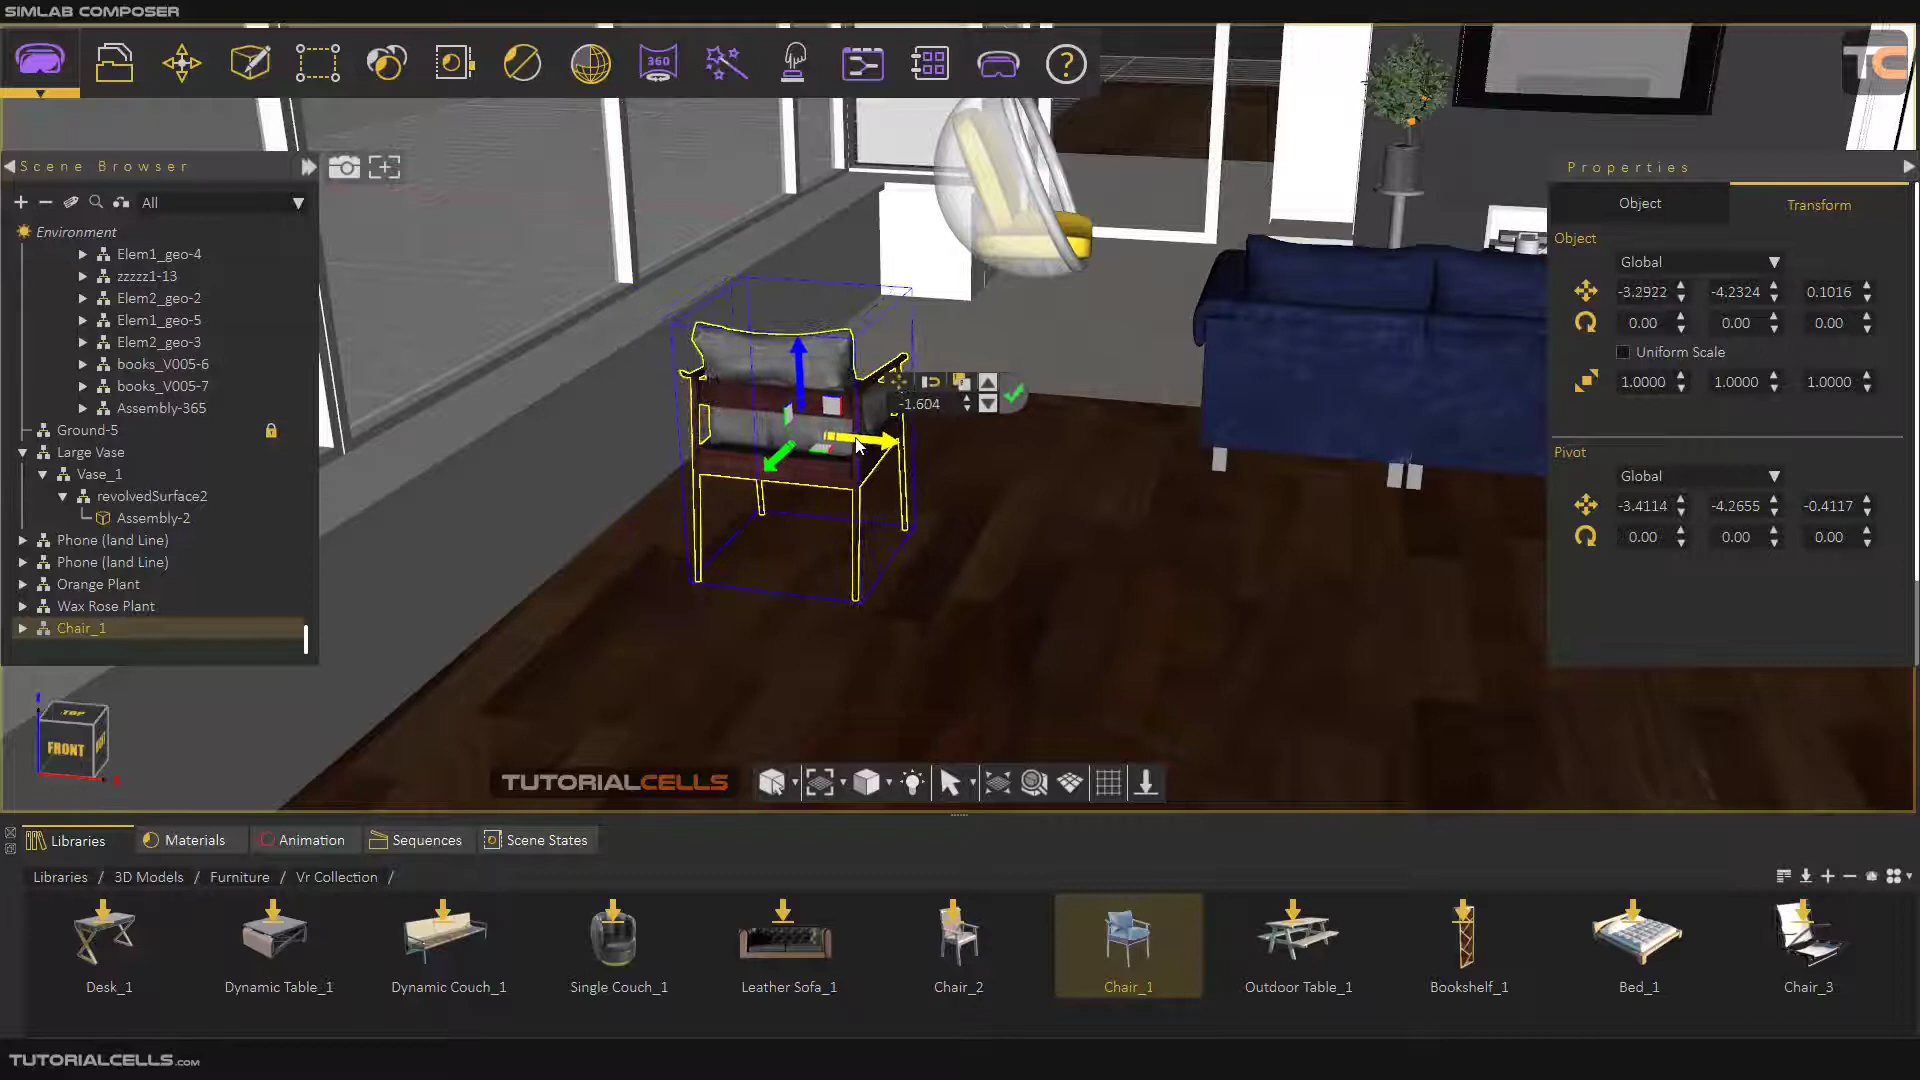 SIMLAB COMPOSER
360
?
TC
Scene Browser
All
Environment
Elem1_geo-4
zzzzz1-13
Elem2_geo-2
Elem1_geo-5
Elem2_geo-3
books_V005-6
books_V005-7
Assembly-365
Ground-5
Large Vase
Vase_1
revolvedSurface2
Assembly-2
Phone (land Line)
Phone (land Line)
Orange Plant
Wax Rose Plant
Chair_1
-1.604
Properties
Object Transform
Object
Global
-3.2922 -4.2324 0.1016
0.00 0.00 0.00
Uniform Scale
1.0000 1.0000 1.0000
Pivot
Global
-3.4114 -4.2655 -0.4117
0.00 0.00 0.00
TOP
FRONT
TUTORIALCELLS
Libraries Materials Animation Sequences Scene States
Libraries / 3D Models / Furniture / Vr Collection /
Desk_1 Dynamic Table_1 Dynamic Couch_1 Single Couch_1 Leather Sofa_1 Chair_2 Chair_1 Outdoor Table_1 Bookshelf_1 Bed_1 Chair_3
TUTORIALCELLS.COM